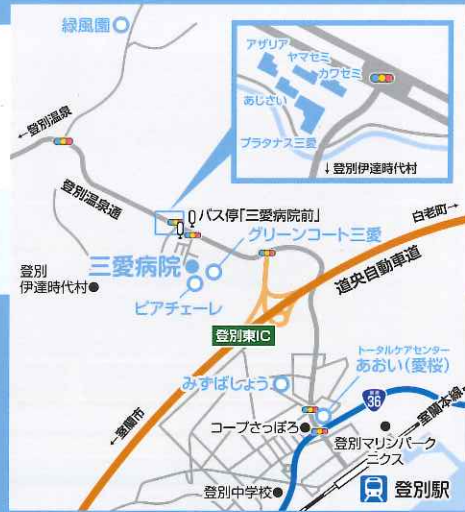 緑風園
アザリア
ヤマセミ
カワセミ
あじさい
プラタナス三愛
↓登別伊達時代村
←登別温泉
登別温泉通
バス停「三愛病院前」
白老町→
グリーンコート三愛
三愛病院
登別
伊達時代村
ピアチェーレ
道央自動車道
登別東IC
トータルケアセンター
あおい(愛桜)
みずばしょう
国道
36
室蘭本線
←室蘭市
コープさっぽろ
登別マリンパーク
ニクス
登別中学校
登別駅